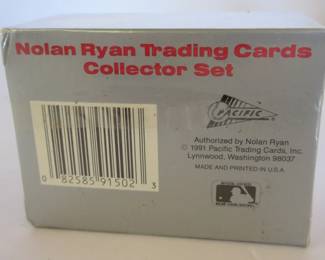 Nolan Ryan Trading Cards
Collector Set
PACIFIC
Authorized by Nolan Ryan
© 1991 Pacific Trading Cards, Inc.
Lynnwood, Washington 98037
MADE AND PRINTED IN U.S.A
0 82585 91502 3